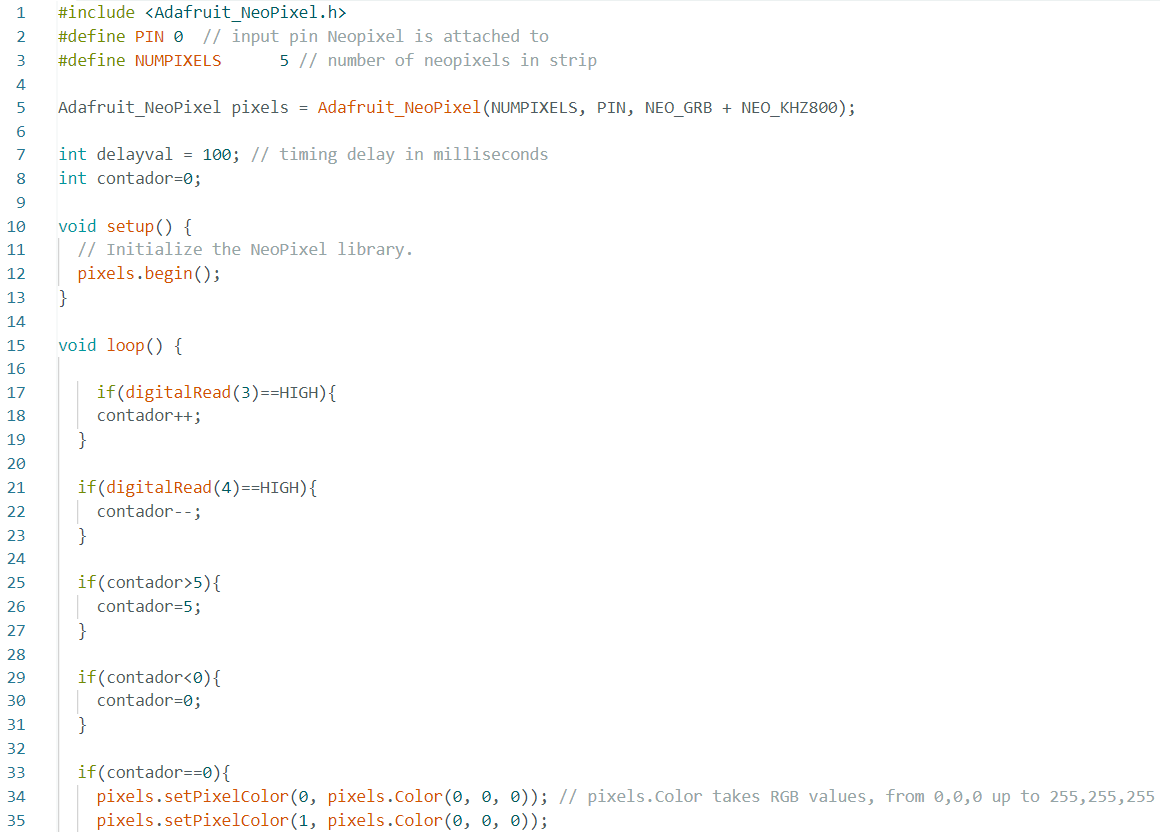 1 #include <Adafruit_NeoPixel.h>
2 #define PIN 0  // input pin Neopixel is attached to
3 #define NUMPIXELS      5 // number of neopixels in strip
4
5 Adafruit_NeoPixel pixels = Adafruit_NeoPixel(NUMPIXELS, PIN, NEO_GRB + NEO_KHZ800);
6
7 int delayval = 100; // timing delay in milliseconds
8 int contador=0;
9
10 void setup() {
11   // Initialize the NeoPixel library.
12   pixels.begin();
13 }
14
15 void loop() {
16
17     if(digitalRead(3)==HIGH){
18     contador++;
19   }
20
21   if(digitalRead(4)==HIGH){
22     contador--;
23   }
24
25   if(contador>5){
26     contador=5;
27   }
28
29   if(contador<0){
30     contador=0;
31   }
32
33   if(contador==0){
34     pixels.setPixelColor(0, pixels.Color(0, 0, 0)); // pixels.Color takes RGB values, from 0,0,0 up to 255,255,255
35     pixels.setPixelColor(1, pixels.Color(0, 0, 0));